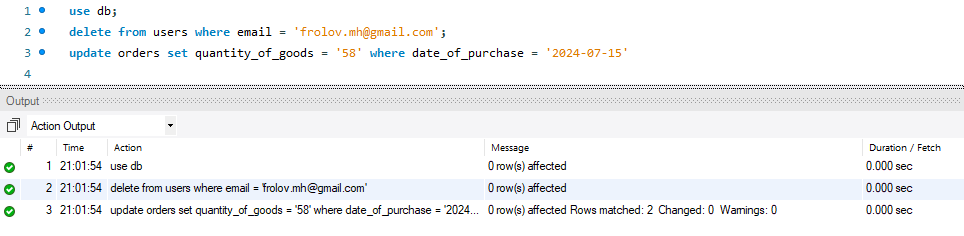 1 use db;
2 delete from users where email = 'frolov.mh@gmail.com';
3 update orders set quantity_of_goods = '58' where date_of_purchase = '2024-07-15'
4
Output
Action Output
# Time Action Message Duration / Fetch
1 21:01:54 use db 0 row(s) affected 0.000 sec
2 21:01:54 delete from users where email = 'frolov.mh@gmail.com' 0 row(s) affected 0.000 sec
3 21:01:54 update orders set quantity_of_goods = '58' where date_of_purchase = '2024... 0 row(s) affected Rows matched: 2 Changed: 0 Warnings: 0 0.000 sec